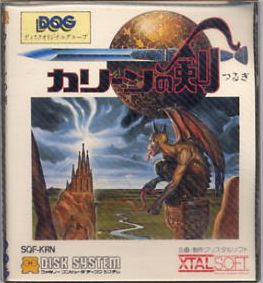 DOG
ディスクオリジナルグループ
カリーンの剣
つるぎ
SQF-KRN
DISK SYSTEM
ファミリー コンピュータ ディスク システム
企画・制作クリスタルソフト
XTALSOFT